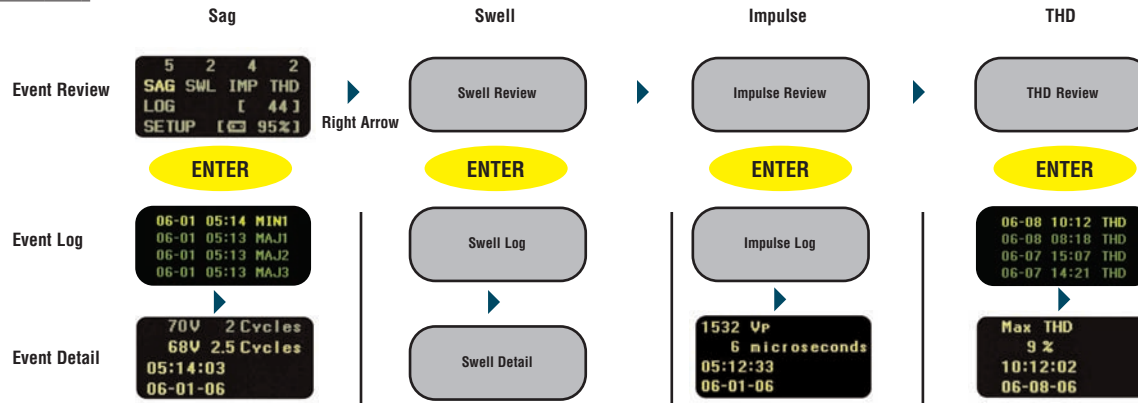 Sag Swell Impulse THD
Event Review
5 2 4 2
SAG SWL IMP THD
LOG [ 44]
SETUP [ 95%]
Right Arrow
Swell Review
Impulse Review
THD Review
ENTER ENTER ENTER ENTER
Event Log
06-01 05:14 MIN1
06-01 05:13 MAJ1
06-01 05:13 MAJ2
06-01 05:13 MAJ3
Swell Log
Impulse Log
06-08 10:12 THD
06-08 08:18 THD
06-07 15:07 THD
06-07 14:21 THD
Event Detail
70V 2 Cycles
68V 2.5 Cycles
05:14:03
06-01-06
Swell Detail
1532 VP
6 microseconds
05:12:33
06-01-06
Max THD
9 %
10:12:02
06-08-06